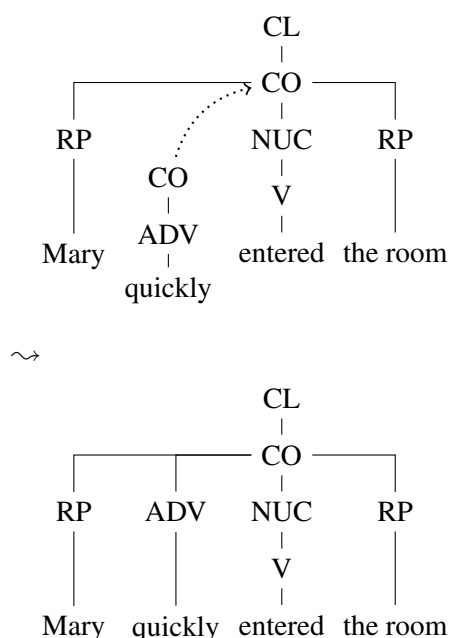 CL
CO
RP NUC RP
CO
V
ADV
Mary entered the room
quickly
⤳
CL
CO
RP ADV NUC RP
V
Mary quickly entered the room